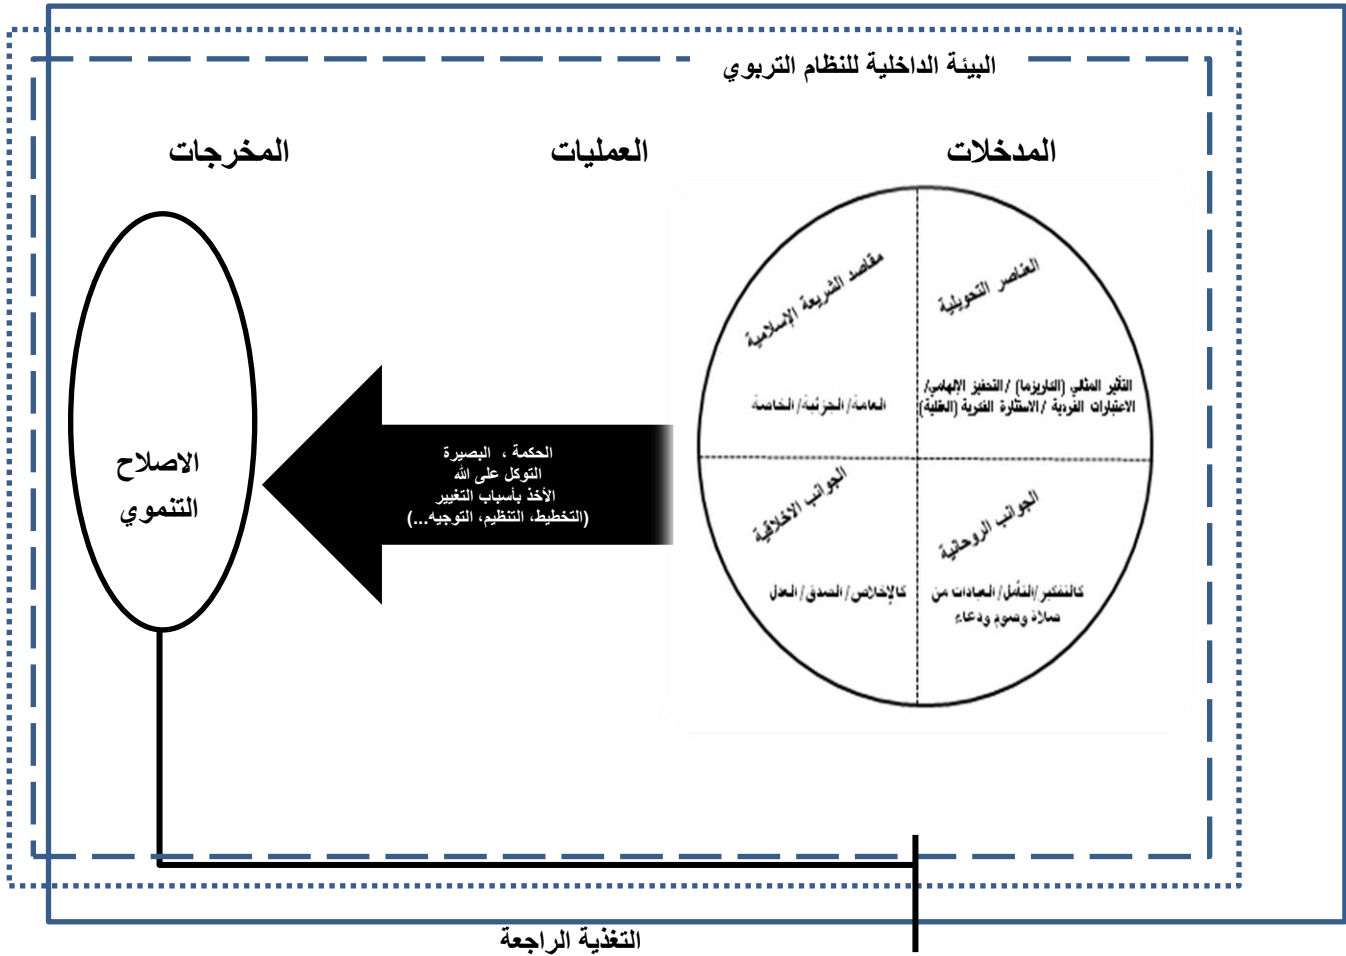 البيئة الداخلية للنظام التربوي
المدخلات
العمليات
المخرجات
العناصر التحويلية
التأثير المثالي (الكاريزما) / التحفيز الإلهامي/
الاعتبارات الفردية / الاستثارة الفكرية (العقلية)
مقاصد الشريعة الإسلامية
العامة/ الجزئية/ الخاصة
الجوانب الروحانية
كالتفكير/ التأمل/ العبادات من
صلاة وصوم ودعاء
الجوانب الاخلاقية
كالإخلاص/ الصدق/ العدل
الحكمة ، البصيرة
التوكل على الله
الأخذ بأسباب التغيير
(التخطيط، التنظيم، التوجيه...)
الاصلاح
التنموي
التغذية الراجعة